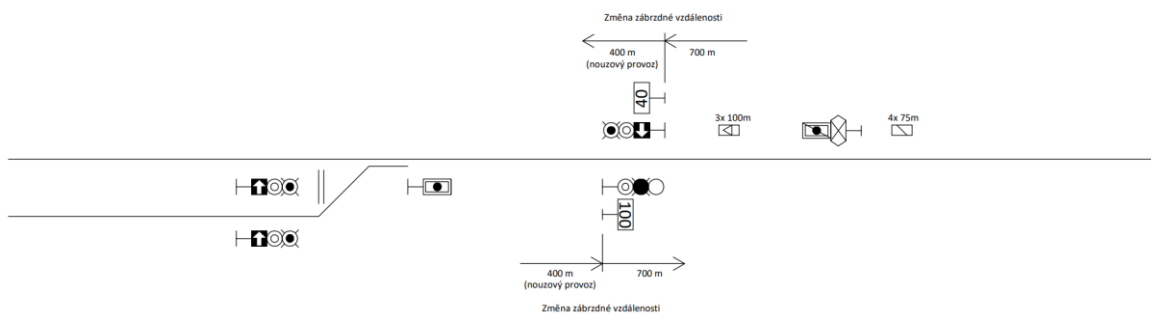 Změna zábrzdné vzdálenosti
400 m
(nouzový provoz)
700 m
40
3x 100m
4x 75m
100
400 m
(nouzový provoz)
700 m
Změna zábrzdné vzdálenosti